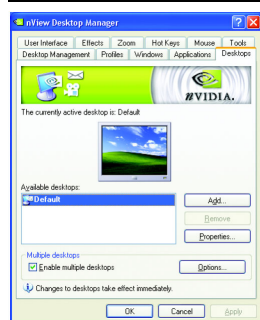 nView Desktop Manager
User Interface Effects Zoom Hot Keys Mouse Tools
Desktop Management Profiles Windows Applications Desktops
nVIDIA.
The currently active desktop is: Default
Available desktops:
Default
Add...
Remove
Properties...
Multiple desktops
Enable multiple desktops
Options...
Changes to desktops take effect immediately.
OK Cancel Apply